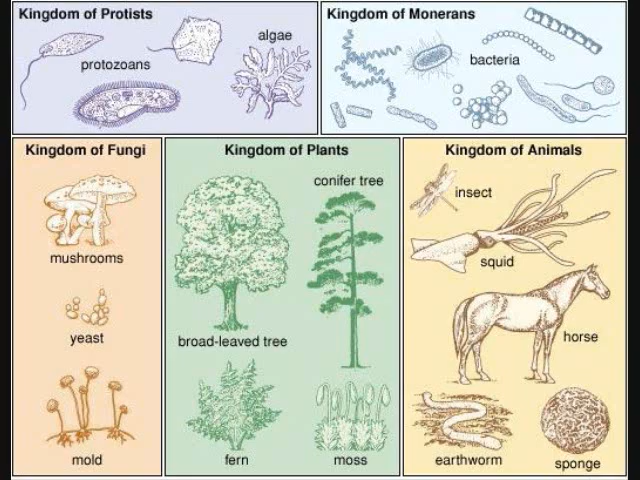 Kingdom of Protists
protozoans
algae
Kingdom of Monerans
bacteria
Kingdom of Fungi
mushrooms
yeast
mold
Kingdom of Plants
conifer tree
broad-leaved tree
fern
moss
Kingdom of Animals
insect
squid
horse
earthworm
sponge